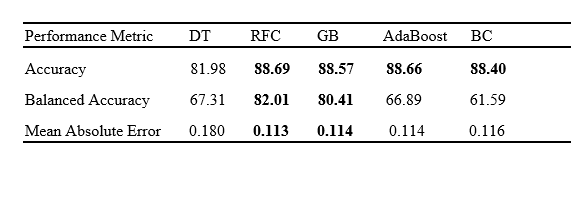 Performance Metric DT RFC GB AdaBoost BC
Accuracy 81.98 88.69 88.57 88.66 88.40
Balanced Accuracy 67.31 82.01 80.41 66.89 61.59
Mean Absolute Error 0.180 0.113 0.114 0.114 0.116